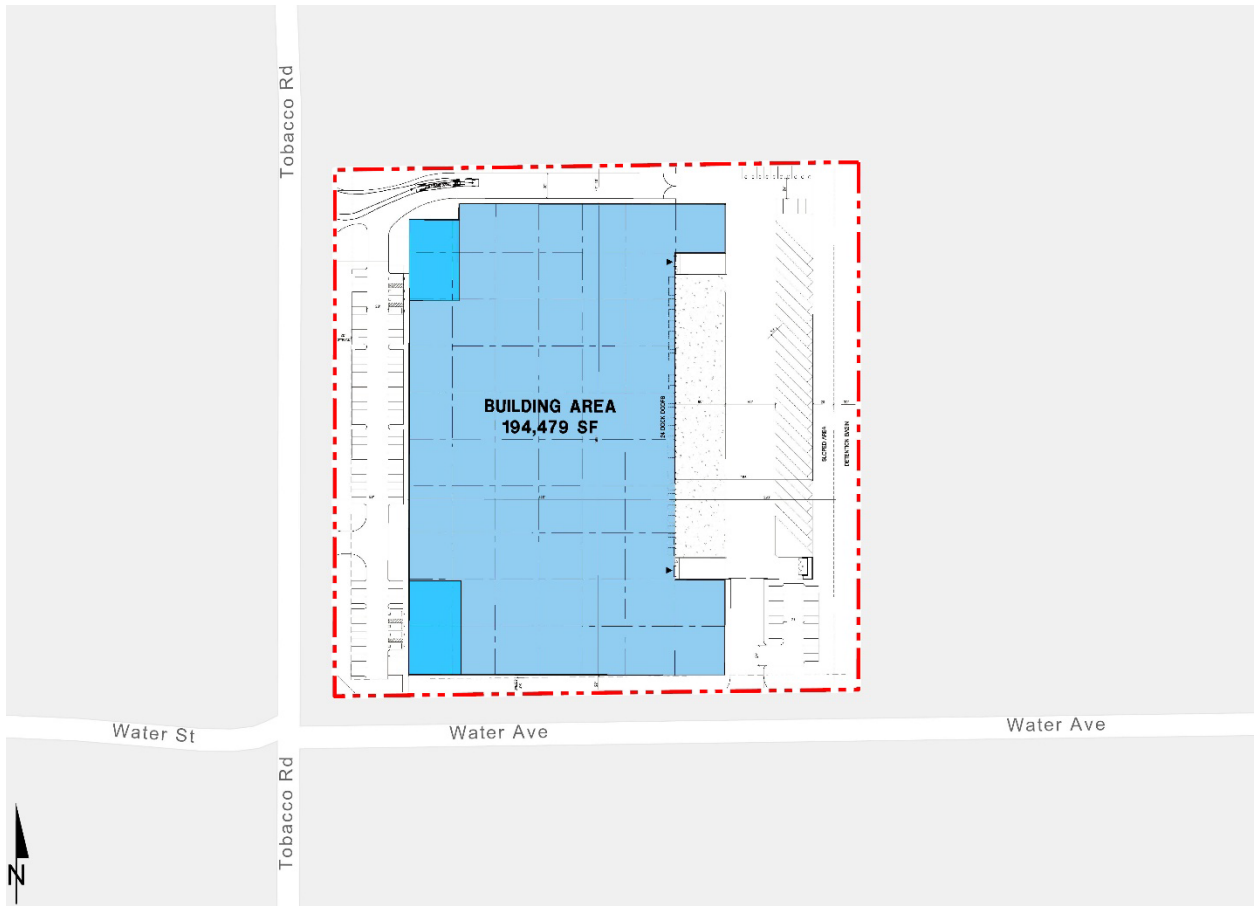 Tobacco Rd
BUILDING AREA
194,479 SF
24 DOCK DOORS
SLOPED AREA
DETENTION BASIN
Water St
Water Ave
Water Ave
Tobacco Rd
N